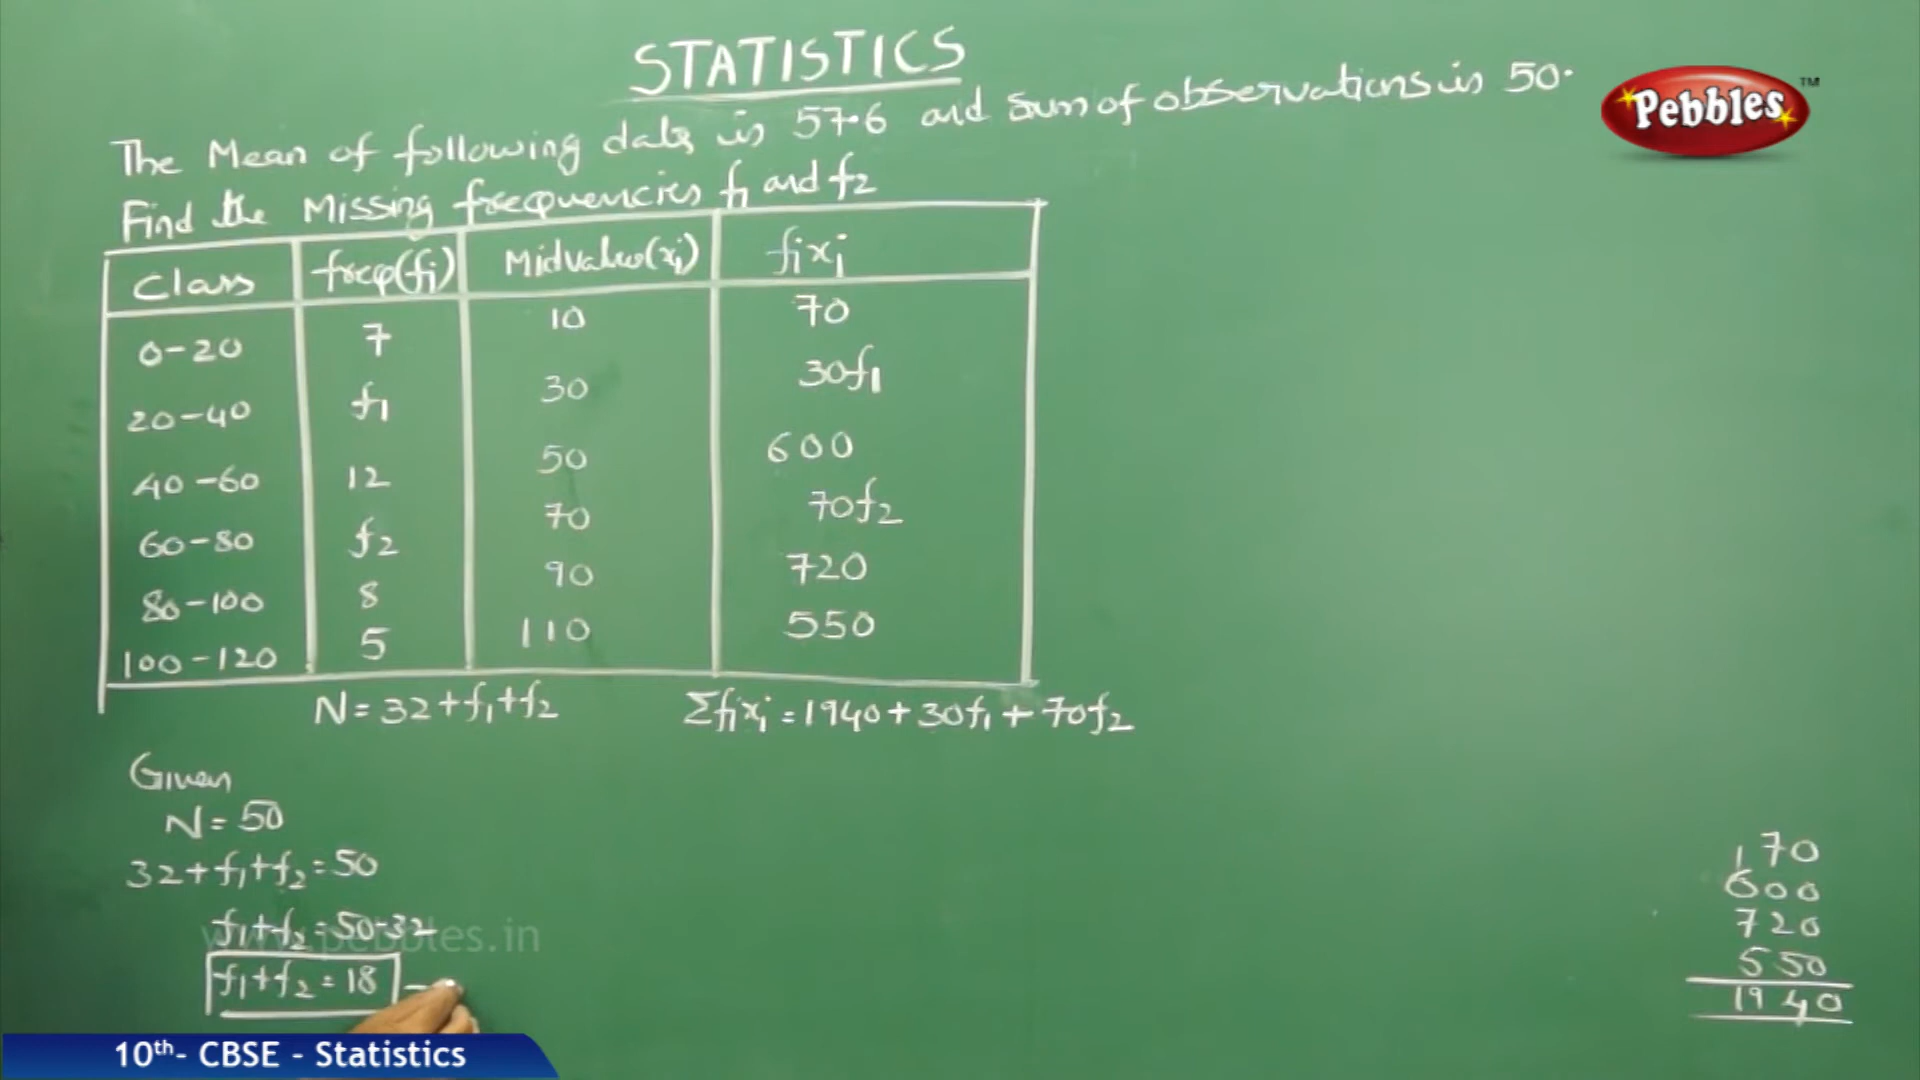 STATISTICS
The Mean of following data is 57.6 and sum of observations is 50.
Find the Missing frequencies f1 and f2
Pebbles™
Class freq(fi) Midvalue(xi) fixi
0-20 7 10 70
20-40 f1 30 30f1
40-60 12 50 600
60-80 f2 70 70f2
80-100 8 90 720
100-120 5 110 550
N=32+f1+f2 Σfixi=1940+30f1+70f2
Given
N=50
32+f1+f2=50
f1+f2=50-32
f1+f2=18 -
www.pebbles.in
1 70
600
720
550
1940
10th- CBSE - Statistics